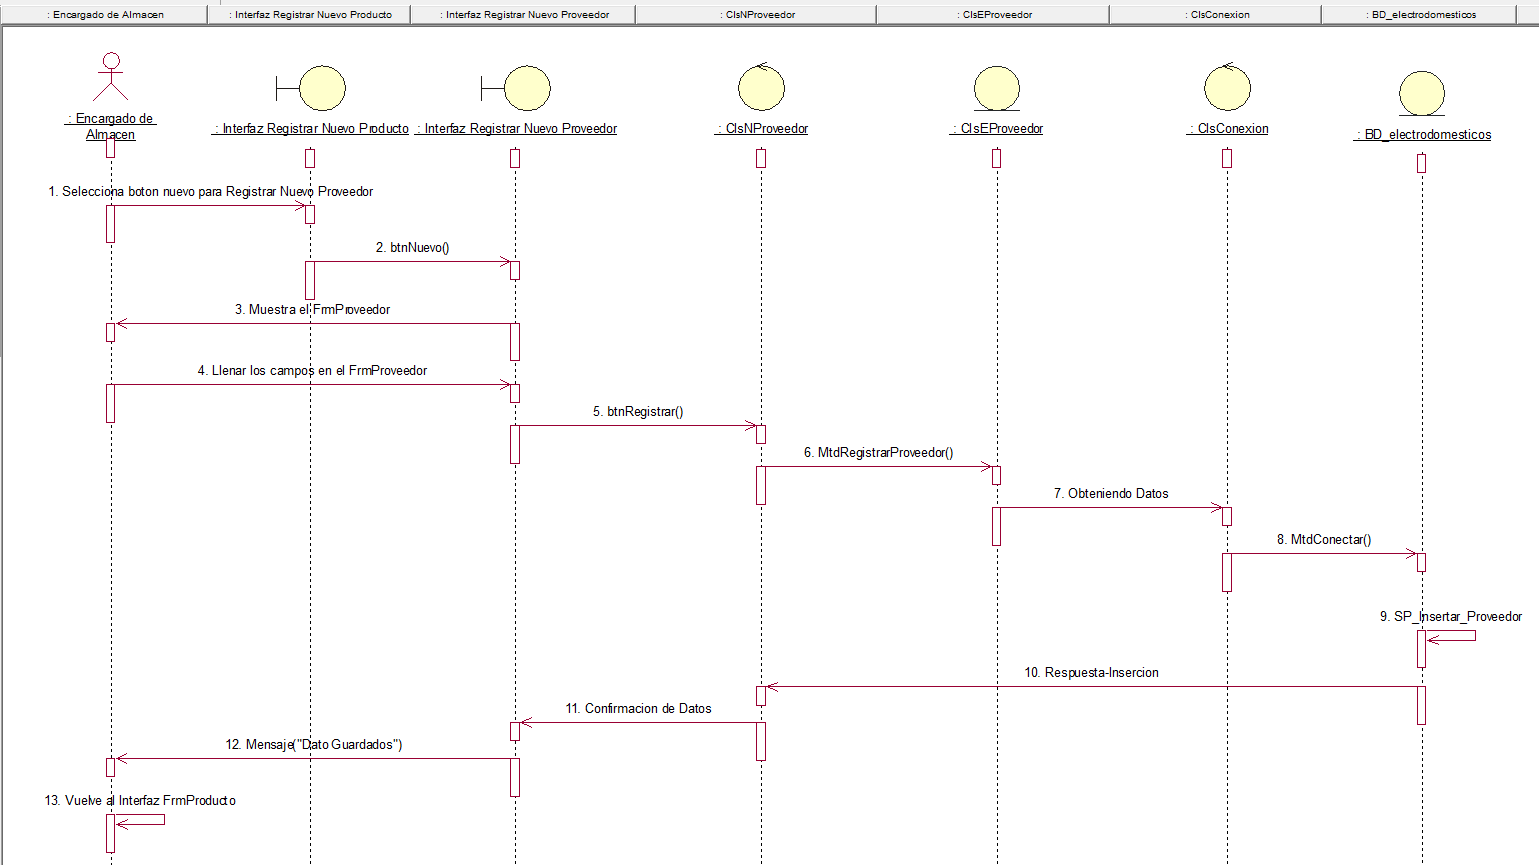 : Encargado de Almacen
: Interfaz Registrar Nuevo Producto
: Interfaz Registrar Nuevo Proveedor
: ClsNProveedor
: ClsEProveedor
: ClsConexion
: BD_electrodomesticos
: Encargado de
Almacen
: Interfaz Registrar Nuevo Producto
: Interfaz Registrar Nuevo Proveedor
: ClsNProveedor
: ClsEProveedor
: ClsConexion
: BD_electrodomesticos
1. Selecciona boton nuevo para Registrar Nuevo Proveedor
2. btnNuevo()
3. Muestra el FrmProveedor
4. Llenar los campos en el FrmProveedor
5. btnRegistrar()
6. MtdRegistrarProveedor()
7. Obteniendo Datos
8. MtdConectar()
9. SP_Insertar_Proveedor
10. Respuesta-Insercion
11. Confirmacion de Datos
12. Mensaje("Dato Guardados")
13. Vuelve al Interfaz FrmProducto